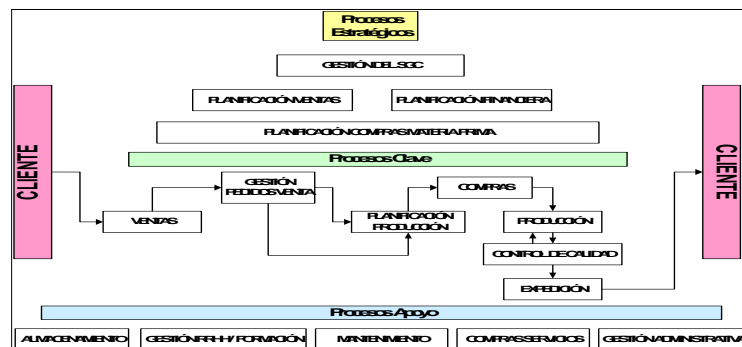 Procesos
Estratégicos
GESTIÓN DEL SGC
PLANIFICACIÓN VENTAS
PLANIFICACIÓN FINANCIERA
PLANIFICACIÓN COMPRAS MATERIA PRIMA
Procesos Clave
CLIENTE
CLIENTE
GESTIÓN
PEDIDOS VENTA
COMPRAS
VENTAS
PLANIFICACIÓN
PRODUCCIÓN
PRODUCCIÓN
CONTROL DE CALIDAD
EXPEDICIÓN
Procesos Apoyo
ALMACENAMIENTO
GESTIÓN RRHH / FORMACIÓN
MANTENIMIENTO
COMPRAS SERVICIOS
GESTIÓN ADMINISTRATIVA